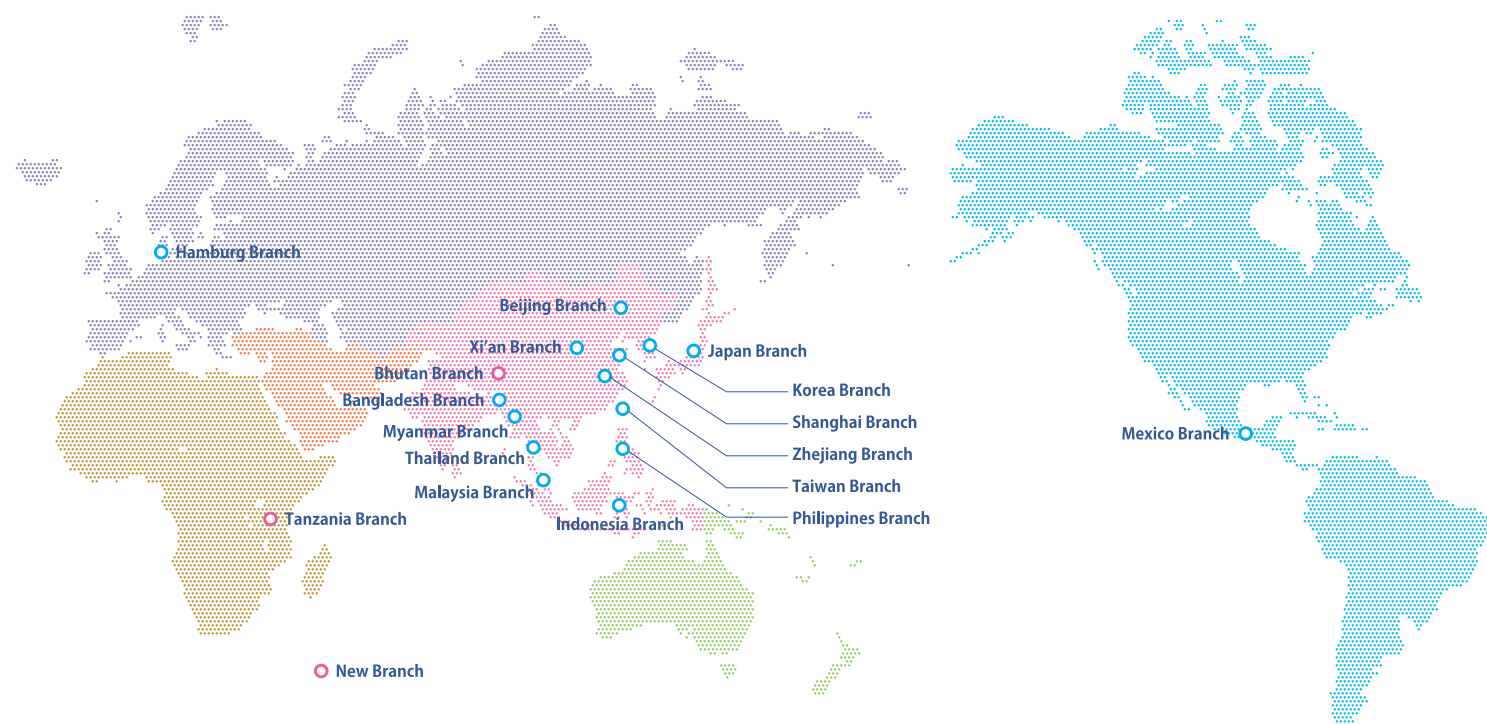 Hamburg Branch
Beijing Branch
Xi'an Branch
Japan Branch
Bhutan Branch
Korea Branch
Bangladesh Branch
Shanghai Branch
Myanmar Branch
Mexico Branch
Zhejiang Branch
Thailand Branch
Taiwan Branch
Malaysia Branch
Philippines Branch
Tanzania Branch
Indonesia Branch
New Branch